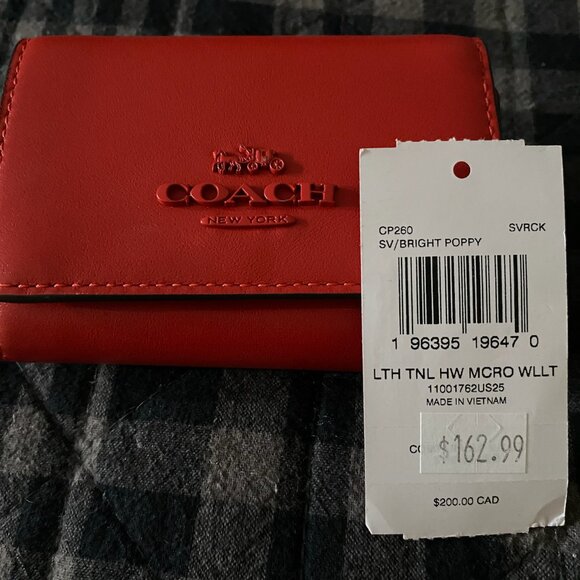 COACH
NEW YORK
CP260 SVRCK
SV/BRIGHT POPPY
1 96395 19647 0
LTH TNL HW MCRO WLLT
11001762US25
MADE IN VIETNAM
$162.99
$200.00 CAD